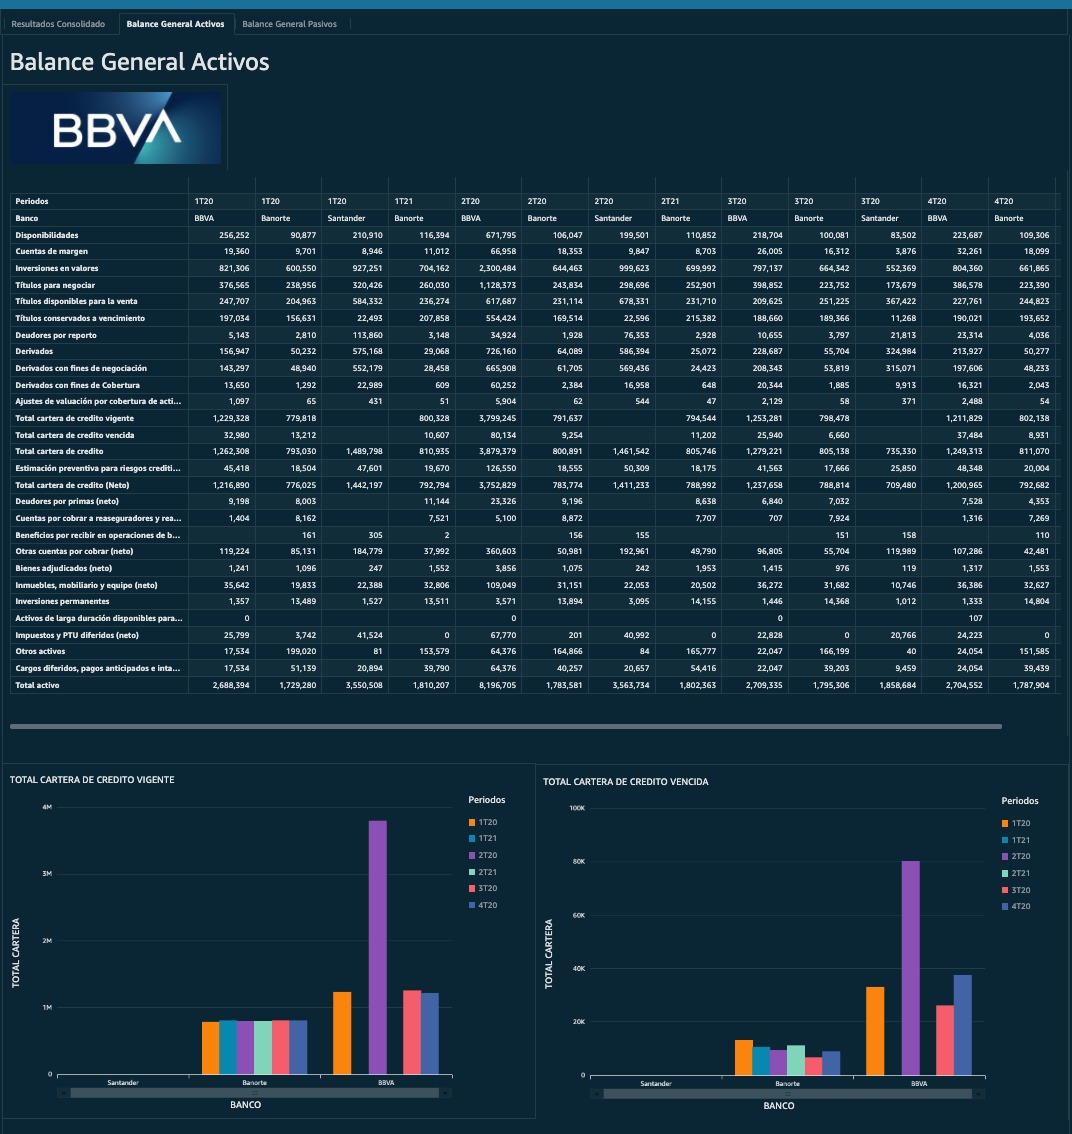 Resultados Consolidado Balance General Activos Balance General Pasivos
Balance General Activos
BBVA
Periodos 1T20 1T20 1T20 1T21 2T20 2T20 2T20 2T21 3T20 3T20 3T20 4T20 4T20
Banco BBVA Banorte Santander Banorte BBVA Banorte Santander Banorte BBVA Banorte Santander BBVA Banorte
Disponibilidades 256,252 90,877 210,910 116,394 671,795 106,047 199,501 110,852 218,704 100,081 83,502 223,687 109,306
Cuentas de margen 19,360 9,701 8,946 11,012 66,958 18,353 9,847 8,703 26,005 16,312 3,876 32,261 18,099
Inversiones en valores 821,306 600,550 927,251 704,162 2,300,484 644,463 999,623 699,992 797,137 664,342 552,369 804,360 661,865
Títulos para negociar 376,565 238,956 320,426 260,030 1,128,373 243,834 298,696 252,901 398,852 223,752 173,679 386,578 223,390
Títulos disponibles para la venta 247,707 204,963 584,332 236,274 617,687 231,114 678,331 231,710 209,625 251,225 367,422 227,761 244,823
Títulos conservados a vencimiento 197,034 156,631 22,493 207,858 554,424 169,514 22,596 215,382 188,660 189,366 11,268 190,021 193,652
Deudores por reporto 5,143 2,810 113,860 3,148 34,924 1,928 76,353 2,928 10,655 3,797 21,813 23,314 4,036
Derivados 156,947 50,232 575,168 29,068 726,160 64,089 586,394 25,072 228,687 55,704 324,984 213,927 50,277
Derivados con fines de negociación 143,297 48,940 552,179 28,458 665,908 61,705 569,436 24,423 208,343 53,819 315,071 197,606 48,233
Derivados con fines de Cobertura 13,650 1,292 22,989 609 60,252 2,384 16,958 648 20,344 1,885 9,913 16,321 2,043
Ajustes de valuación por cobertura de acti... 1,097 65 431 51 5,904 62 544 47 2,129 58 371 2,488 54
Total cartera de credito vigente 1,229,328 779,818 800,328 3,799,245 791,637 794,544 1,253,281 798,478 1,211,829 802,138
Total cartera de credito vencida 32,980 13,212 10,607 80,134 9,254 11,202 25,940 6,660 37,484 8,931
Total cartera de credito 1,262,308 793,030 1,489,798 810,935 3,879,379 800,891 1,461,542 805,746 1,279,221 805,138 735,330 1,249,313 811,070
Estimación preventiva para riesgos crediti... 45,418 18,504 47,601 19,670 126,550 18,555 50,309 18,175 41,563 17,666 25,850 48,348 20,004
Total cartera de credito (Neto) 1,216,890 776,025 1,442,197 792,794 3,752,829 783,774 1,411,233 788,992 1,237,658 788,814 709,480 1,200,965 792,682
Deudores por primas (neto) 9,198 8,003 11,144 23,326 9,196 8,638 6,840 7,032 7,528 4,353
Cuentas por cobrar a reaseguradores y rea... 1,404 8,162 7,521 5,100 8,872 7,707 707 7,924 1,316 7,269
Beneficios por recibir en operaciones de b... 161 305 2 156 155 151 158 110
Otras cuentas por cobrar (neto) 119,224 85,131 184,779 37,992 360,603 50,981 192,961 49,790 96,805 55,704 119,989 107,286 42,481
Bienes adjudicados (neto) 1,241 1,096 247 1,552 3,856 1,075 242 1,953 1,415 976 119 1,317 1,553
Inmuebles, mobiliario y equipo (neto) 35,642 19,833 22,388 32,806 109,049 31,151 22,053 20,502 36,272 31,682 10,746 36,386 32,627
Inversiones permanentes 1,357 13,489 1,527 13,511 3,571 13,894 3,095 14,155 1,446 14,368 1,012 1,333 14,804
Activos de larga duración disponibles para... 0 0 0 107
Impuestos y PTU diferidos (neto) 25,799 3,742 41,524 0 67,770 201 40,992 0 22,828 0 20,766 24,223 0
Otros activos 17,534 199,020 81 153,579 64,376 164,866 84 165,777 22,047 166,199 40 24,054 151,585
Cargos diferidos, pagos anticipados e inta... 17,534 51,139 20,894 39,790 64,376 40,257 20,657 54,416 22,047 39,203 9,459 24,054 39,439
Total activo 2,688,394 1,729,280 3,550,508 1,810,207 8,196,705 1,783,581 3,563,734 1,802,363 2,709,335 1,795,306 1,858,684 2,704,552 1,787,904
TOTAL CARTERA DE CREDITO VIGENTE
4M
3M
2M
1M
0
TOTAL CARTERA
Santander Banorte BBVA
BANCO
Periodos
1T20
1T21
2T20
2T21
3T20
4T20
TOTAL CARTERA DE CREDITO VENCIDA
100K
80K
60K
40K
20K
0
TOTAL CARTERA
Santander Banorte BBVA
BANCO
Periodos
1T20
1T21
2T20
2T21
3T20
4T20